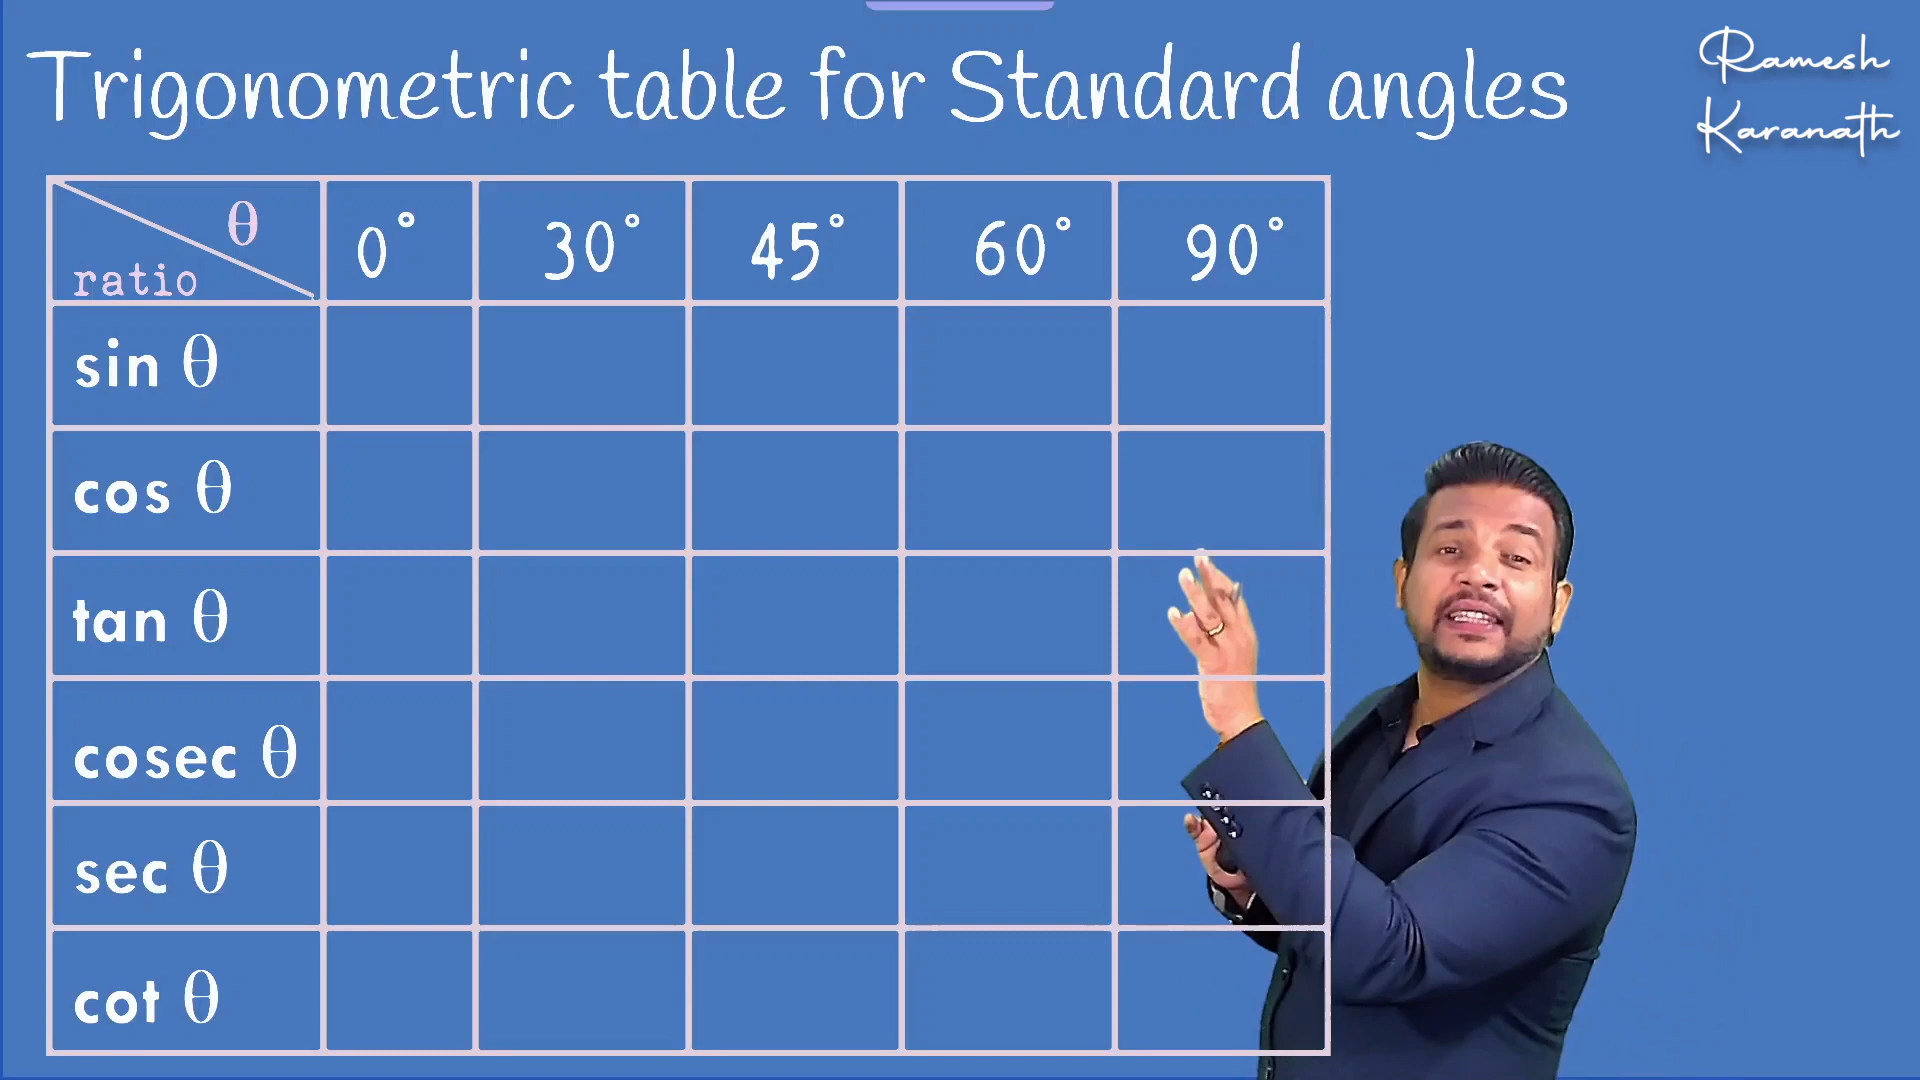 Trigonometric table for Standard angles
Ramesh
Karanath
θ
ratio
0° 30° 45° 60° 90°
sin θ
cos θ
tan θ
cosec θ
sec θ
cot θ